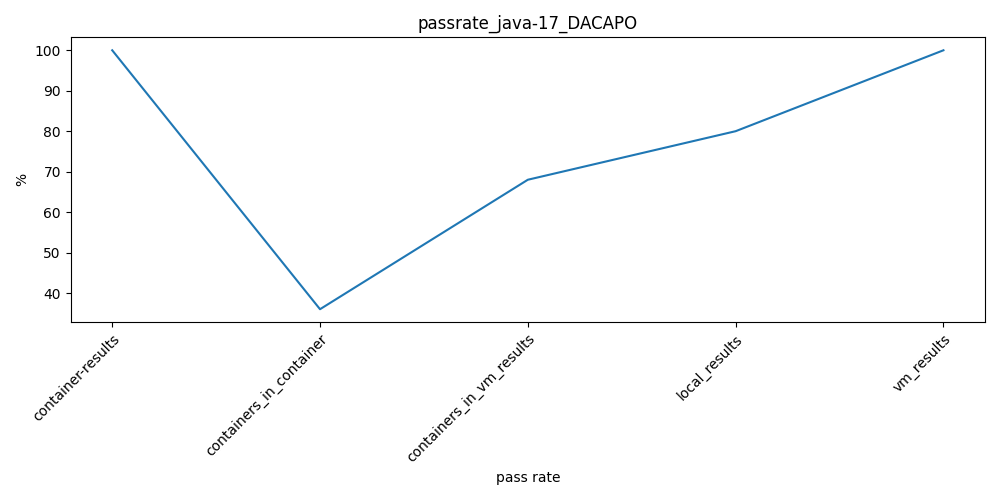 passrate_java-17_DACAPO
%
100
90
80
70
60
50
40
container-results
containers_in_container
containers_in_vm_results
local_results
vm_results
pass rate